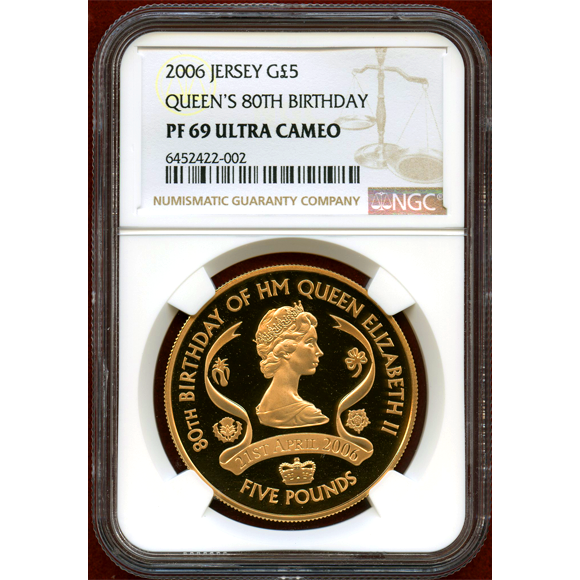 2006 JERSEY G£5
QUEEN'S 80TH BIRTHDAY
PF 69 ULTRA CAMEO
6452422-002
NUMISMATIC GUARANTY COMPANY
NGC
80TH BIRTHDAY OF HM QUEEN ELIZABETH II
21ST APRIL 2006
FIVE POUNDS